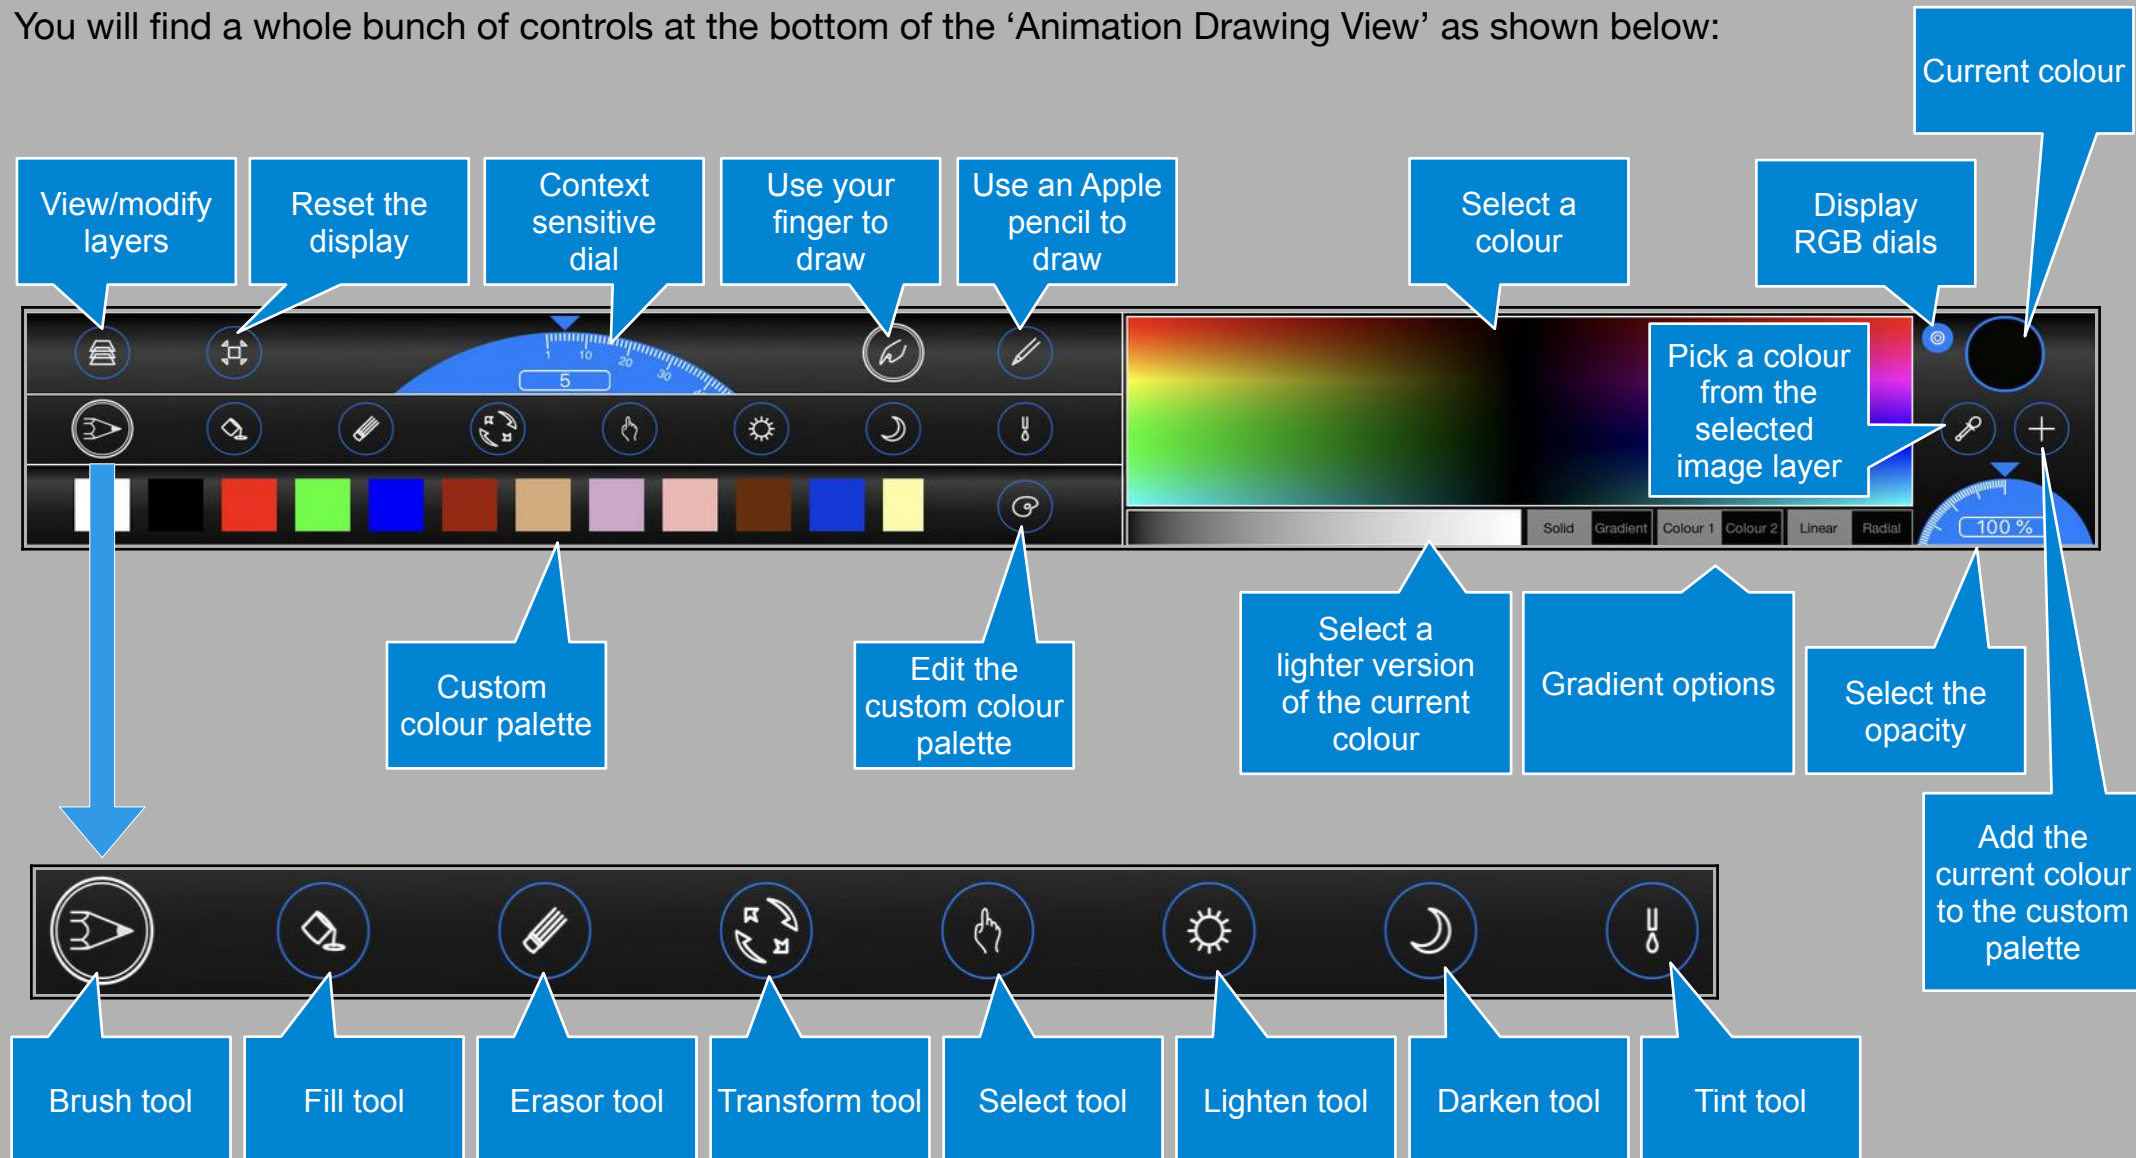 You will find a whole bunch of controls at the bottom of the ‘Animation Drawing View’ as shown below:
Current colour
View/modify
layers
Reset the
display
Context
sensitive
dial
Use your
finger to
draw
Use an Apple
pencil to
draw
Select a
colour
Display
RGB dials
1
10
20
30
5
Pick a colour
from the
selected
image layer
Solid
Gradient
Colour 1
Colour 2
Linear
Radial
100 %
Custom
colour palette
Edit the
custom colour
palette
Select a
lighter version
of the current
colour
Gradient options
Select the
opacity
Add the
current colour
to the custom
palette
Brush tool
Fill tool
Erasor tool
Transform tool
Select tool
Lighten tool
Darken tool
Tint tool